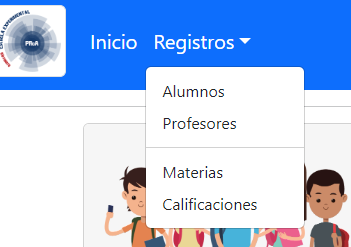 Inicio Registros
Alumnos
Profesores
Materias
Calificaciones